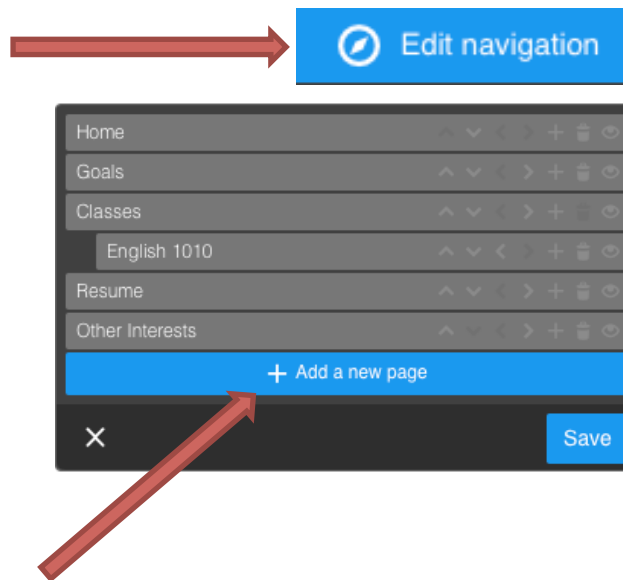 Edit navigation
Home
Goals
Classes
English 1010
Resume
Other Interests
+ Add a new page
Save